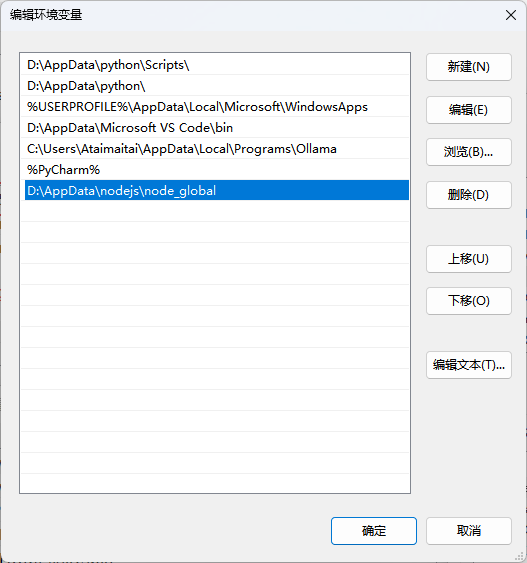 编辑环境变量
D:\AppData\python\Scripts\
D:\AppData\python\
%USERPROFILE%\AppData\Local\Microsoft\WindowsApps
D:\AppData\Microsoft VS Code\bin
C:\Users\Ataimaitai\AppData\Local\Programs\Ollama
%PyCharm%
D:\AppData\nodejs\node_global
新建(N)
编辑(E)
浏览(B)...
删除(D)
上移(U)
下移(O)
编辑文本(T)...
确定
取消